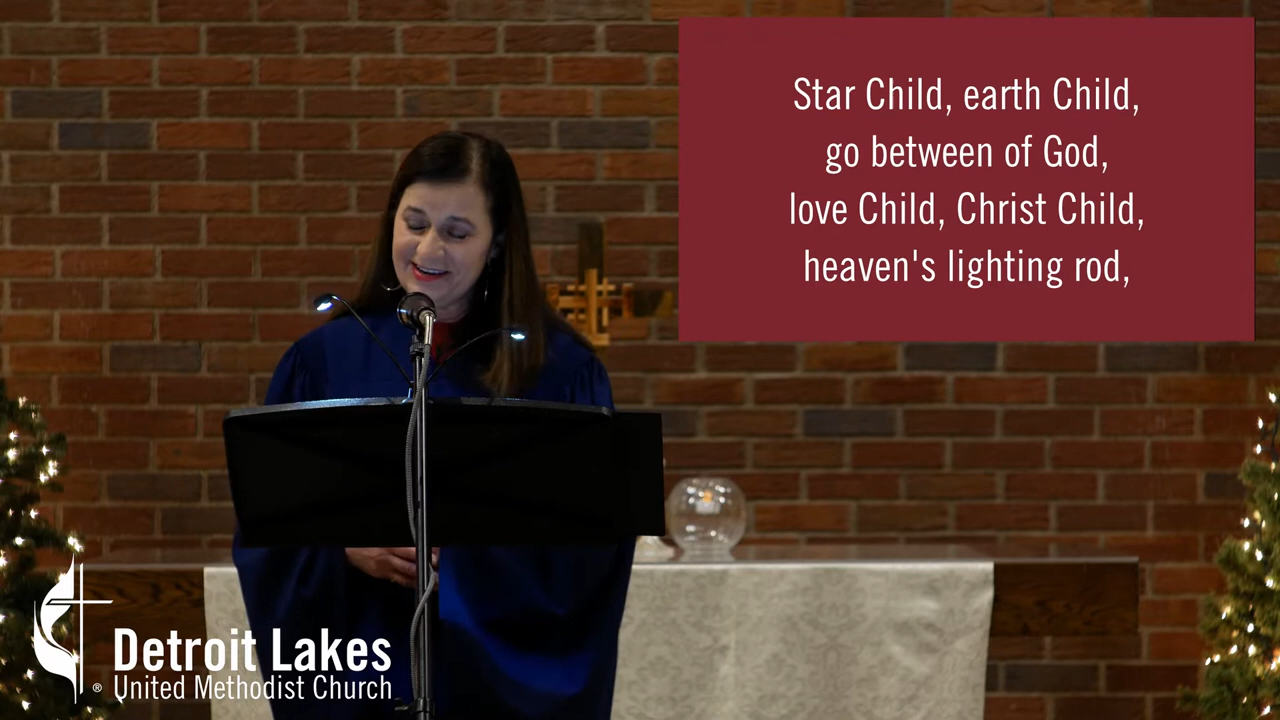 Star Child, earth Child,
go between of God,
love Child, Christ Child,
heaven's lighting rod,
Detroit Lakes
® United Methodist Church